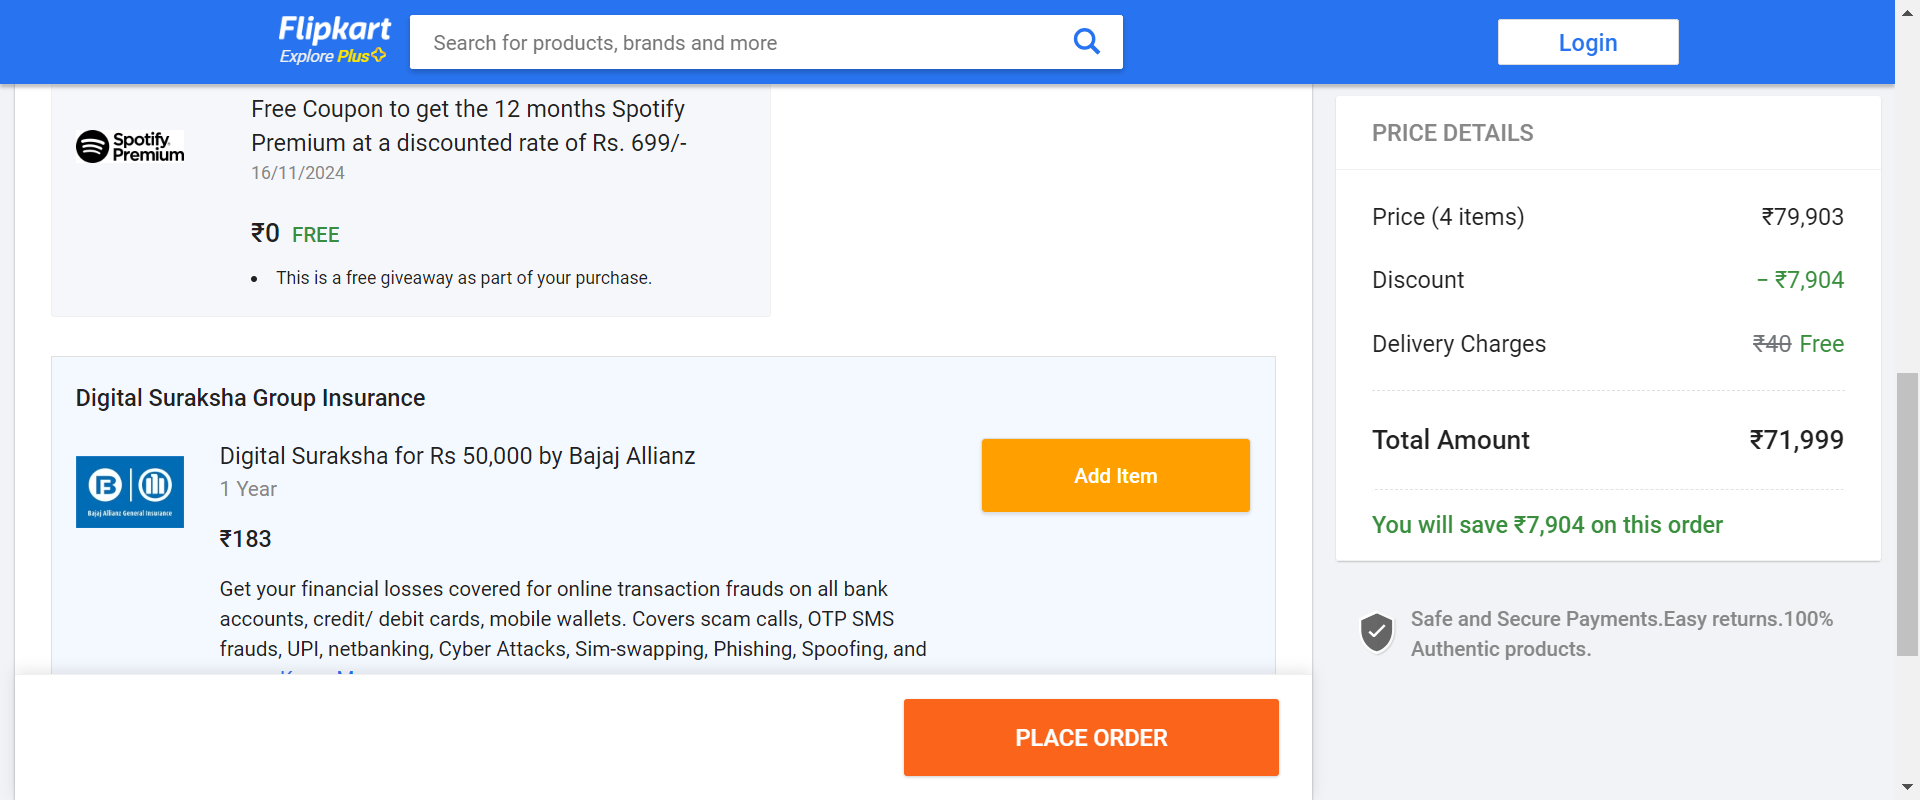 Flipkart
Explore Plus
Search for products, brands and more
Login
Spotify
Premium
Free Coupon to get the 12 months Spotify
Premium at a discounted rate of Rs. 699/-
16/11/2024
₹0 FREE
• This is a free giveaway as part of your purchase.
Digital Suraksha Group Insurance
Bajaj Allianz General Insurance
Digital Suraksha for Rs 50,000 by Bajaj Allianz
1 Year
₹183
Add Item
Get your financial losses covered for online transaction frauds on all bank
accounts, credit/ debit cards, mobile wallets. Covers scam calls, OTP SMS
frauds, UPI, netbanking, Cyber Attacks, Sim-swapping, Phishing, Spoofing, and
PLACE ORDER
PRICE DETAILS
Price (4 items) ₹79,903
Discount − ₹7,904
Delivery Charges ₹40 Free
Total Amount ₹71,999
You will save ₹7,904 on this order
Safe and Secure Payments.Easy returns.100%
Authentic products.